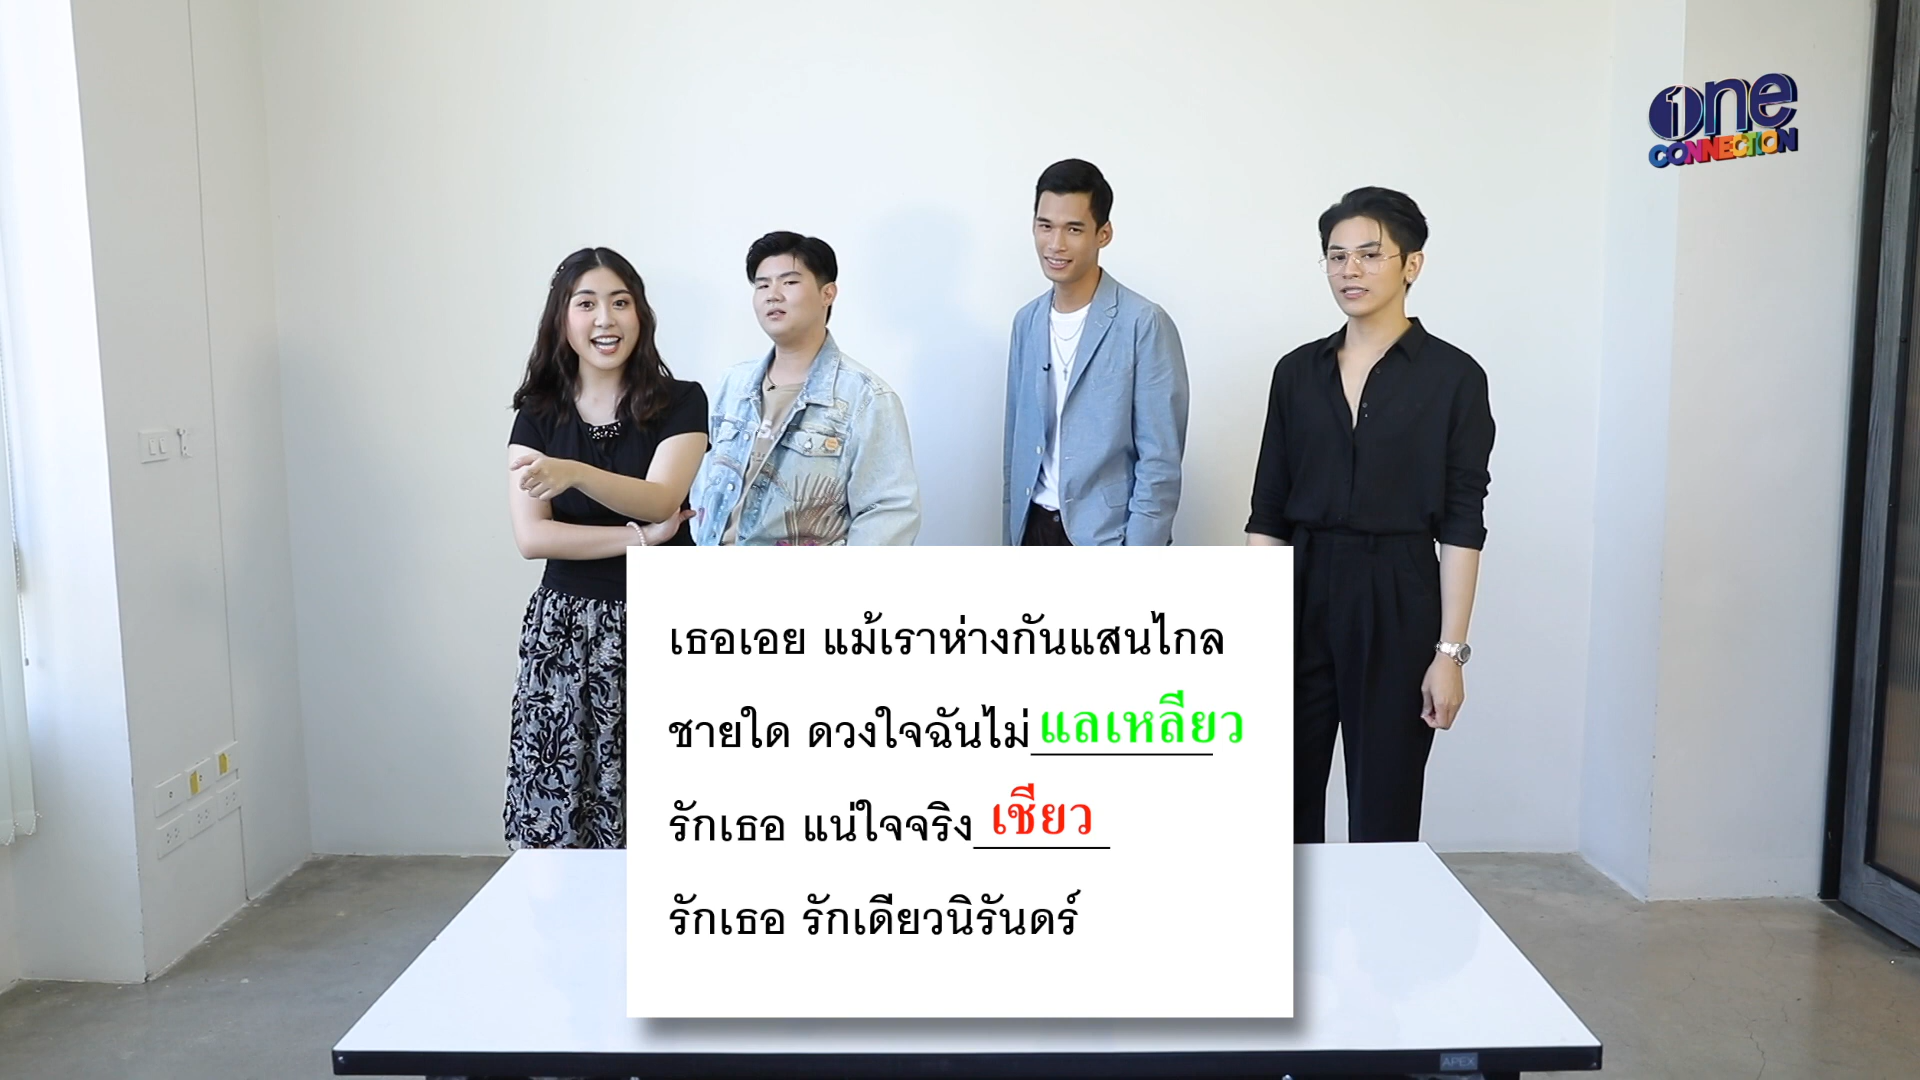 one
CONNECTION
เธอเอย แม้เราห่างกันแสนไกล
ชายใด ดวงใจฉันไม่แลเหลียว
รักเธอ แน่ใจจริงเชียว
รักเธอ รักเดียวนิรันดร์
APEX